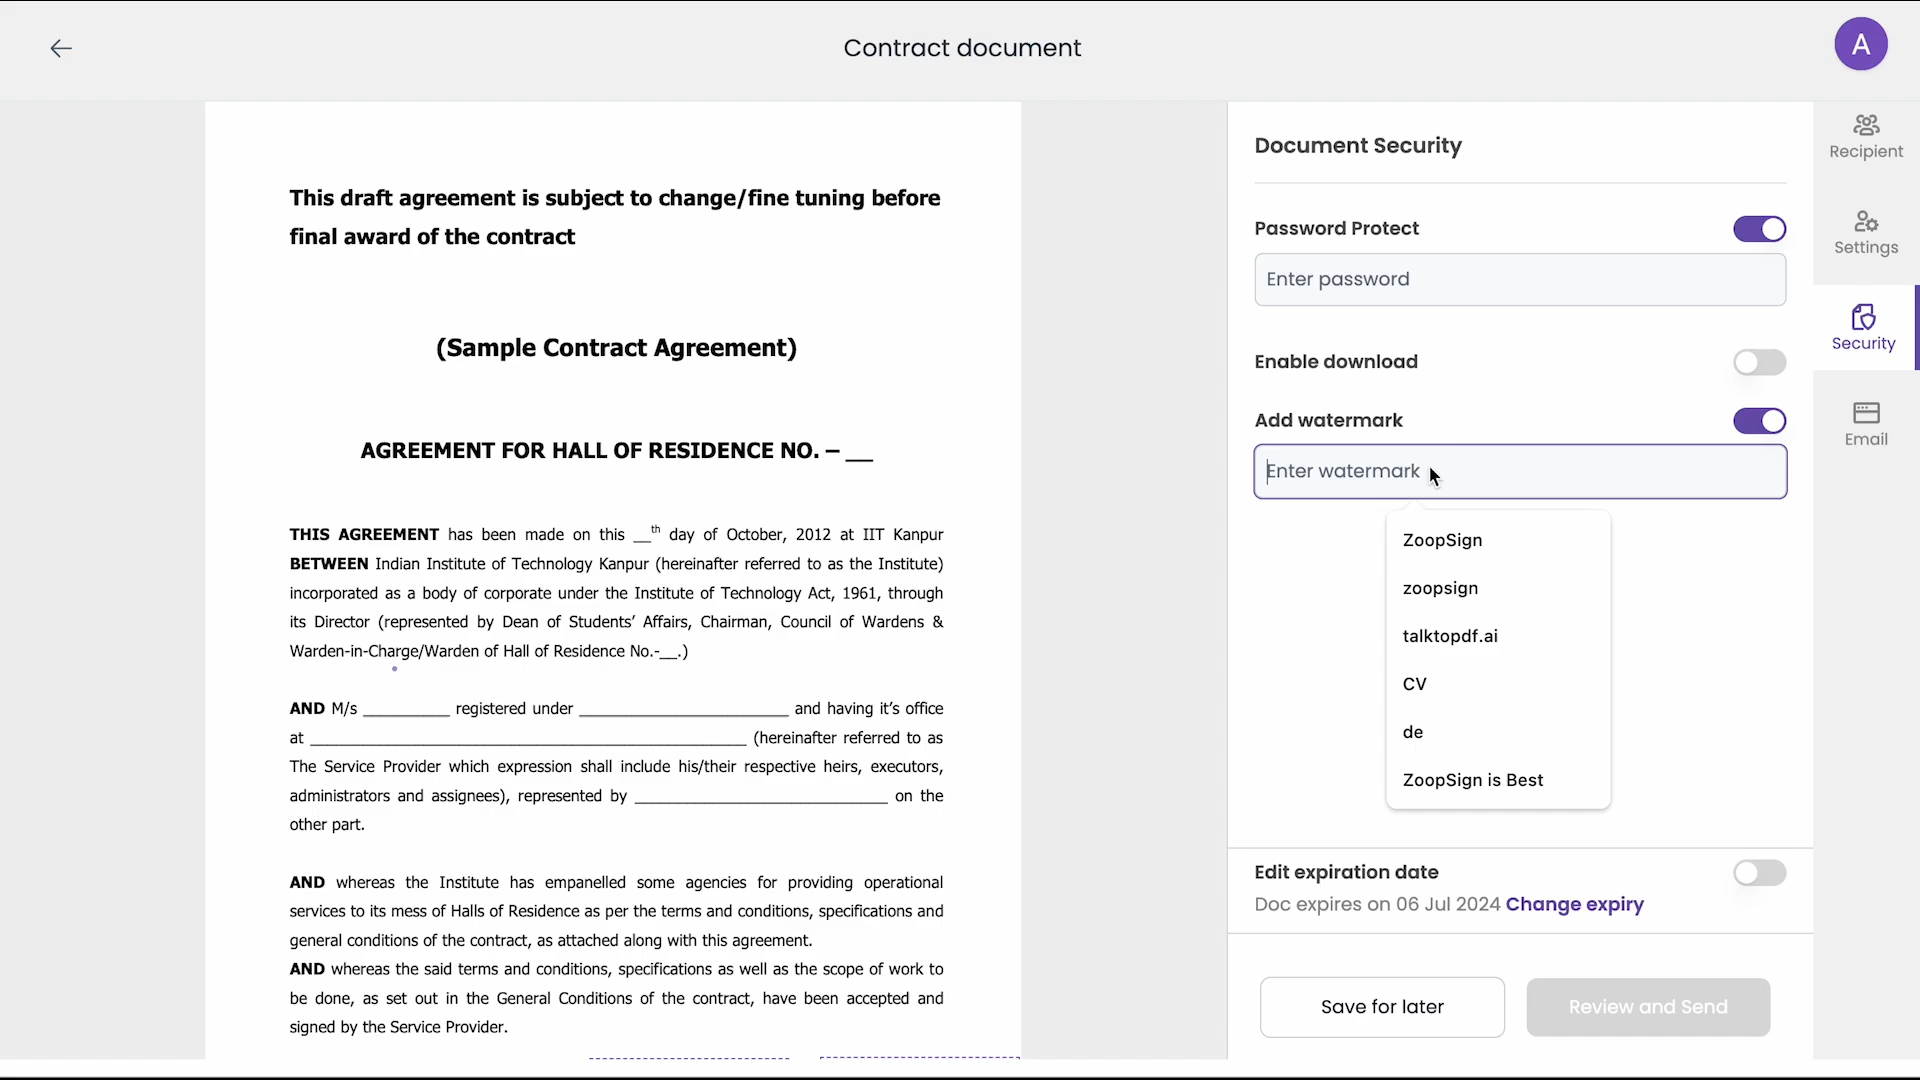 Contract document
A
This draft agreement is subject to change/fine tuning before
final award of the contract
(Sample Contract Agreement)
AGREEMENT FOR HALL OF RESIDENCE NO. – __
THIS AGREEMENT has been made on this __th day of October, 2012 at IIT Kanpur
BETWEEN Indian Institute of Technology Kanpur (hereinafter referred to as the Institute)
incorporated as a body of corporate under the Institute of Technology Act, 1961, through
its Director (represented by Dean of Students’ Affairs, Chairman, Council of Wardens &
Warden-in-Charge/Warden of Hall of Residence No.-__.)
AND M/s __________ registered under ________________________ and having it’s office
at __________________________________________________ (hereinafter referred to as
The Service Provider which expression shall include his/their respective heirs, executors,
administrators and assignees), represented by _____________________________ on the
other part.
AND whereas the Institute has empanelled some agencies for providing operational
services to its mess of Halls of Residence as per the terms and conditions, specifications and
general conditions of the contract, as attached along with this agreement.
AND whereas the said terms and conditions, specifications as well as the scope of work to
be done, as set out in the General Conditions of the contract, have been accepted and
signed by the Service Provider.
Document Security
Password Protect
Enter password
Enable download
Add watermark
Enter watermark
ZoopSign
zoopsign
talktopdf.ai
CV
de
ZoopSign is Best
Edit expiration date
Doc expires on 06 Jul 2024 Change expiry
Save for later
Review and Send
Recipient
Settings
Security
Email